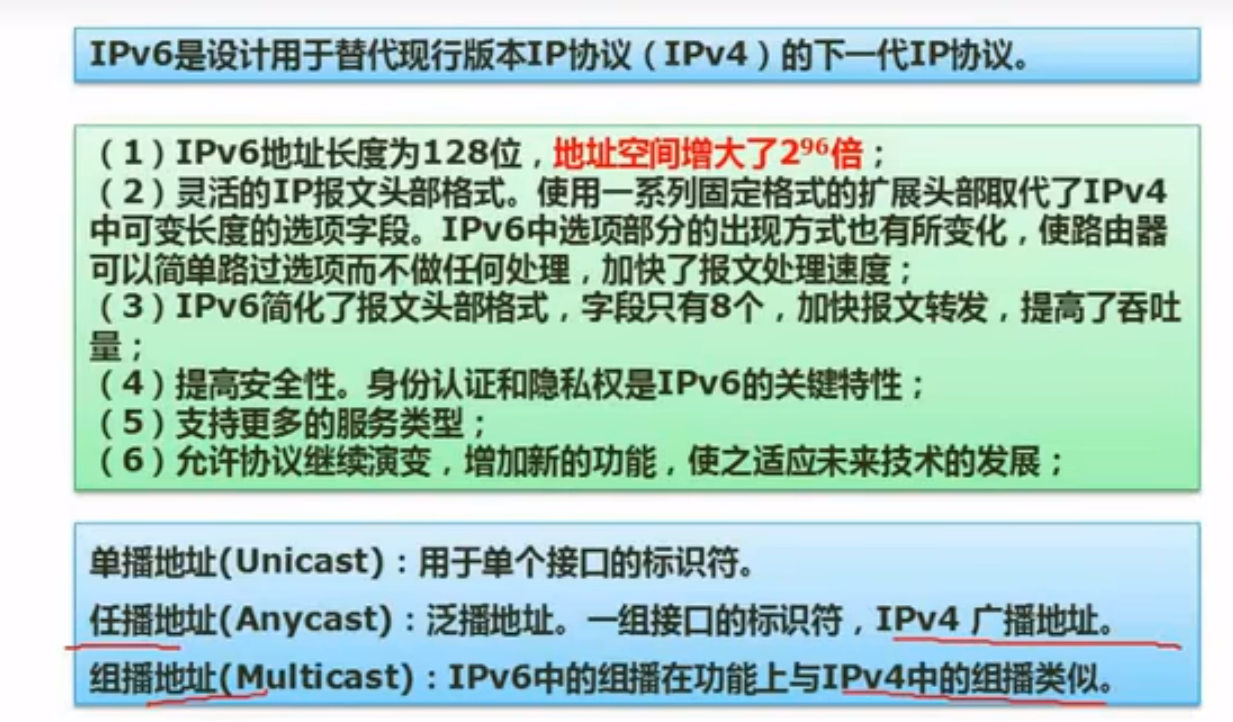 IPv6是设计用于替代现行版本IP协议（IPv4）的下一代IP协议。
（1）IPv6地址长度为128位，地址空间增大了2⁹⁶倍；
（2）灵活的IP报文头部格式。使用一系列固定格式的扩展头部取代了IPv4
中可变长度的选项字段。IPv6中选项部分的出现方式也有所变化，使路由器
可以简单路过选项而不做任何处理，加快了报文处理速度；
（3）IPv6简化了报文头部格式，字段只有8个，加快报文转发，提高了吞吐
量；
（4）提高安全性。身份认证和隐私权是IPv6的关键特性；
（5）支持更多的服务类型；
（6）允许协议继续演变，增加新的功能，使之适应未来技术的发展；
单播地址(Unicast)：用于单个接口的标识符。
任播地址(Anycast)：泛播地址。一组接口的标识符，IPv4 广播地址。
组播地址(Multicast)：IPv6中的组播在功能上与IPv4中的组播类似。